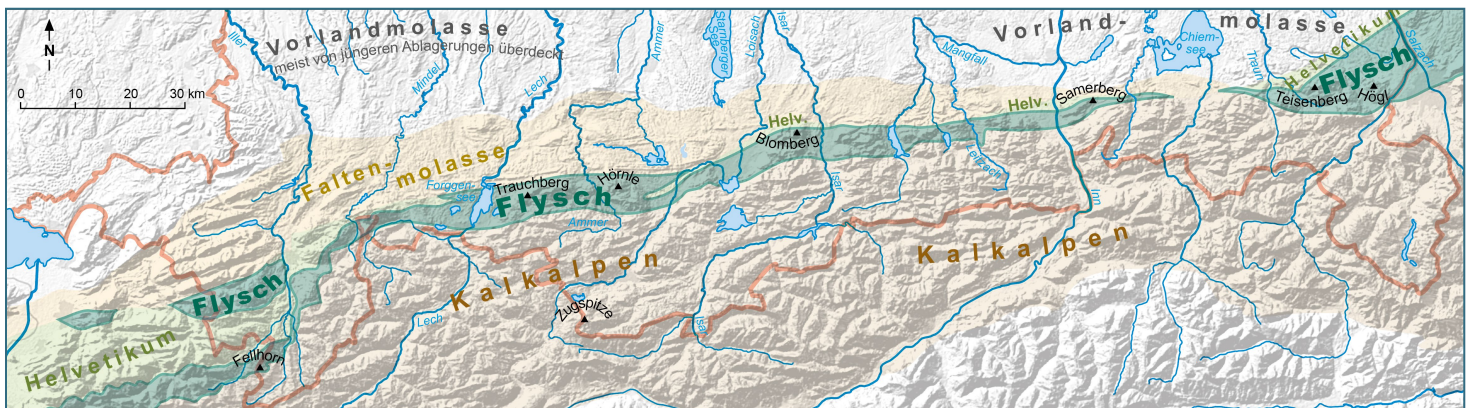 N
0 10 20 30 km
Vorlandmolasse
meist von jüngeren Ablagerungen überdeckt
Vorland-
molasse
Iller
Mindel
Lech
Ammer
Starnberger
See
Loisach
Isar
Mangfall
Chiem-
see
Traun
Salzach
Helvetikum
Flysch
Teisenberg
Högl
Helv.
Samerberg
Helv.
Blomberg
Leitzach
Isar
Inn
Falten-
molasse
Forggen-
see
Trauchberg
Hörnle
Flysch
Ammer
Kalkalpen
Kalkalpen
Flysch
Zugspitze
Lech
Isar
Helvetikum
Fellhorn